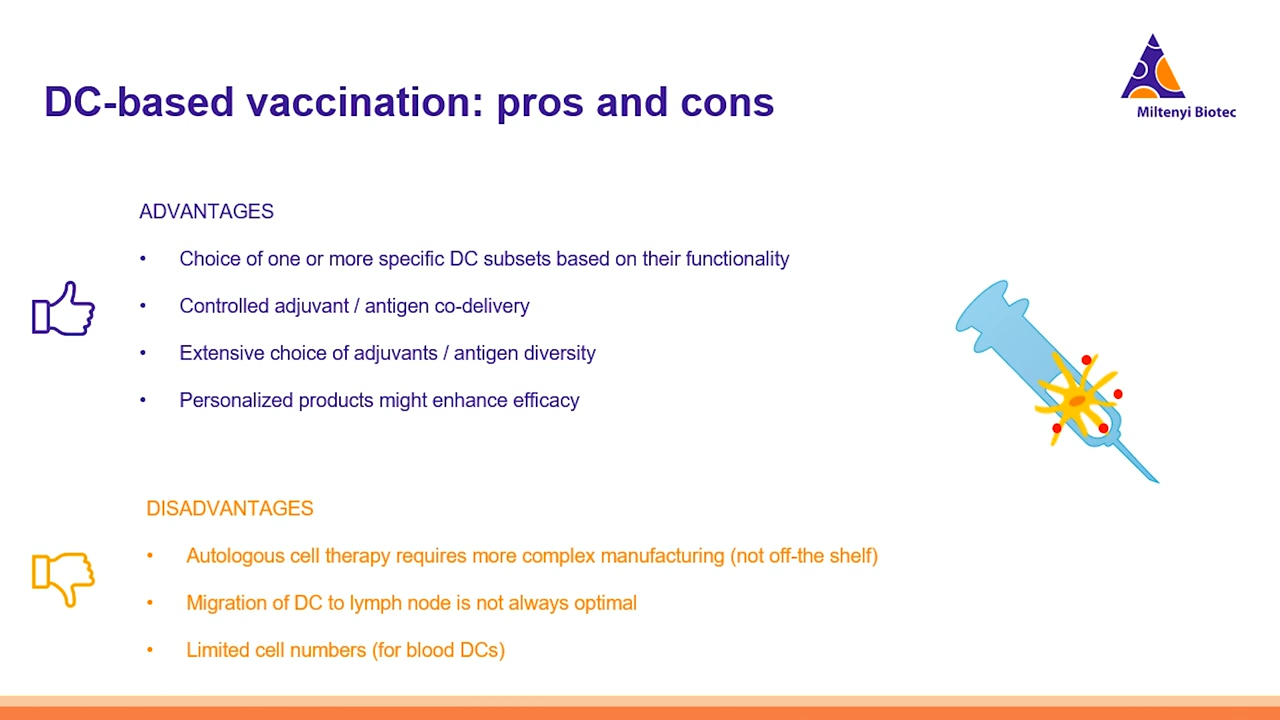 DC-based vaccination: pros and cons
Miltenyi Biotec
ADVANTAGES
• Choice of one or more specific DC subsets based on their functionality
• Controlled adjuvant / antigen co-delivery
• Extensive choice of adjuvants / antigen diversity
• Personalized products might enhance efficacy
DISADVANTAGES
• Autologous cell therapy requires more complex manufacturing (not off-the shelf)
• Migration of DC to lymph node is not always optimal
• Limited cell numbers (for blood DCs)